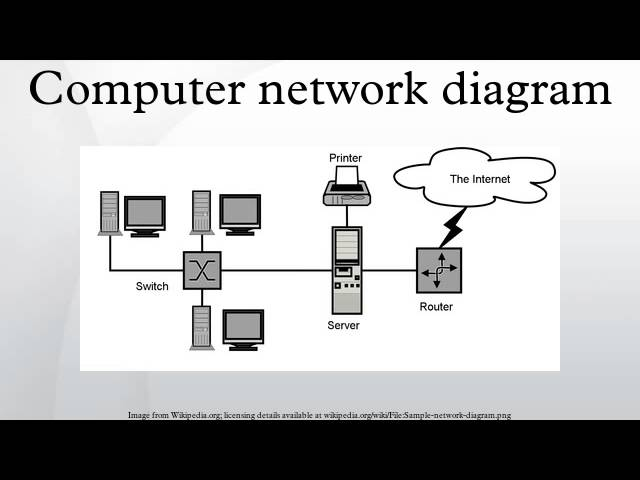 Computer network diagram
Printer
The Internet
Switch
Router
Server
Image from Wikipedia.org; licensing details available at wikipedia.org/wiki/File:Sample-network-diagram.png